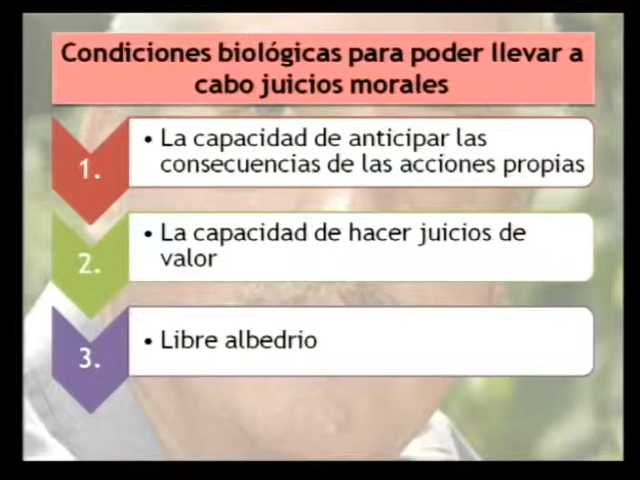 Condiciones biológicas para poder llevar a
cabo juicios morales
1.
• La capacidad de anticipar las
consecuencias de las acciones propias
2.
• La capacidad de hacer juicios de
valor
3.
• Libre albedrio